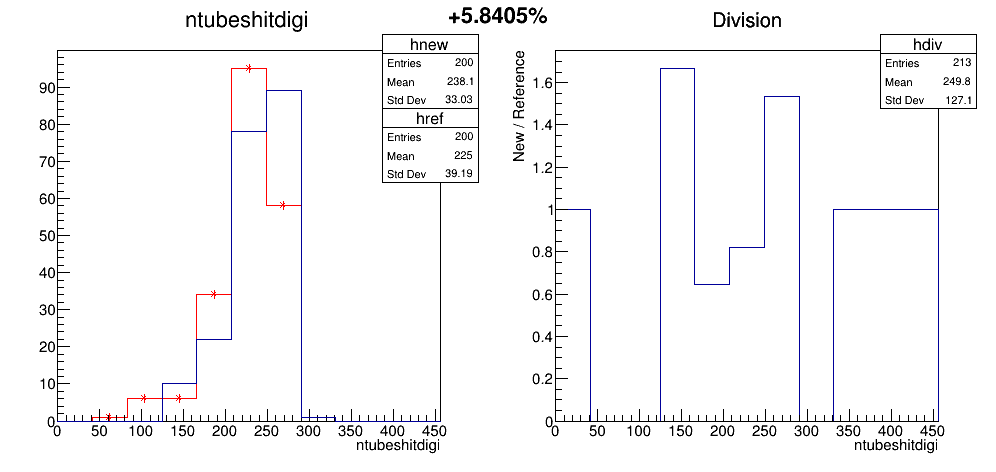 +5.8405%
ntubeshitdigi
hnew
Entries 200
Mean 238.1
Std Dev 33.03
href
Entries 200
Mean 225
Std Dev 39.19
90
80
70
60
50
40
30
20
10
0
0 50 100 150 200 250 300 350 400 450
ntubeshitdigi
Division
hdiv
Entries 213
Mean 249.8
Std Dev 127.1
New / Reference
1.6
1.4
1.2
1
0.8
0.6
0.4
0.2
0
0 50 100 150 200 250 300 350 400 450
ntubeshitdigi